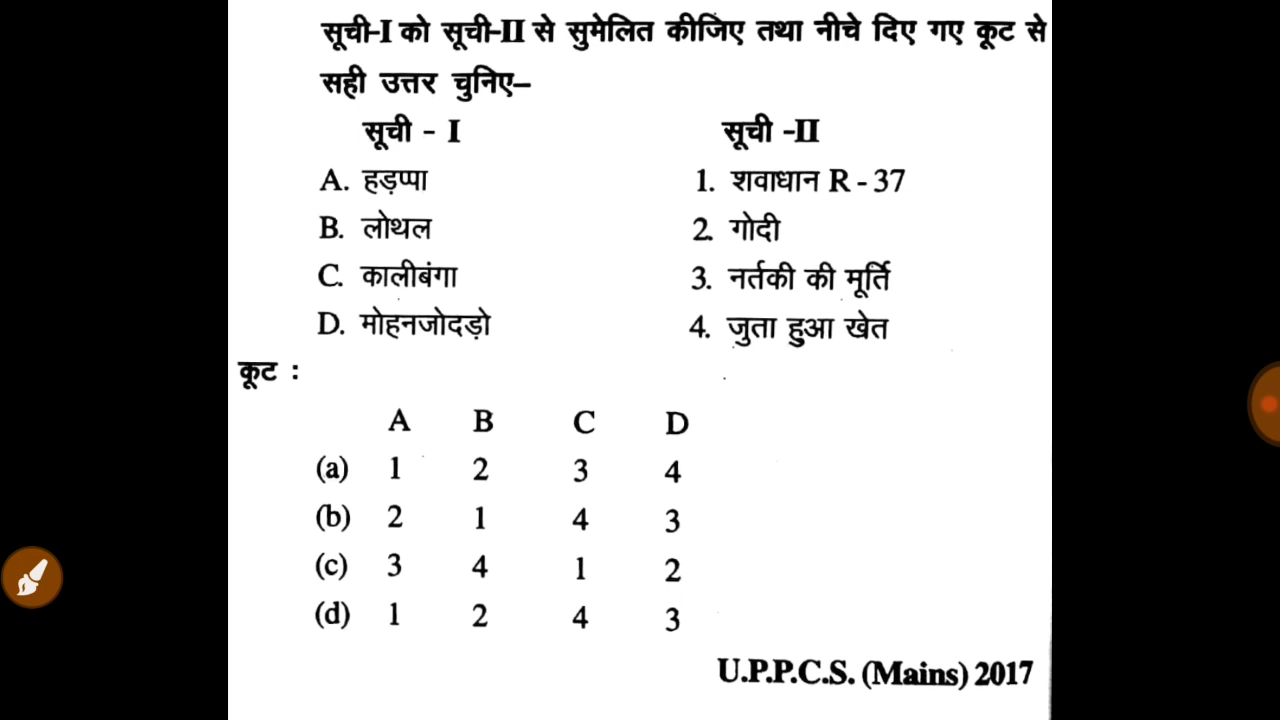 सूची-I को सूची-II से सुमेलित कीजिए तथा नीचे दिए गए कूट से
सही उत्तर चुनिए–
सूची - I सूची -II
A. हड़प्पा 1. शवाधान R - 37
B. लोथल 2. गोदी
C. कालीबंगा 3. नर्तकी की मूर्ति
D. मोहनजोदड़ो 4. जुता हुआ खेत
कूट :
A B C D
(a) 1 2 3 4
(b) 2 1 4 3
(c) 3 4 1 2
(d) 1 2 4 3
U.P.P.C.S. (Mains) 2017